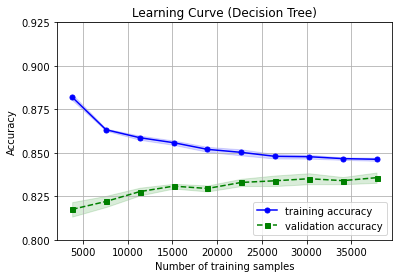 Learning Curve (Decision Tree)
0.925
0.900
0.875
0.850
0.825
0.800
Accuracy
training accuracy
validation accuracy
5000 10000 15000 20000 25000 30000 35000
Number of training samples